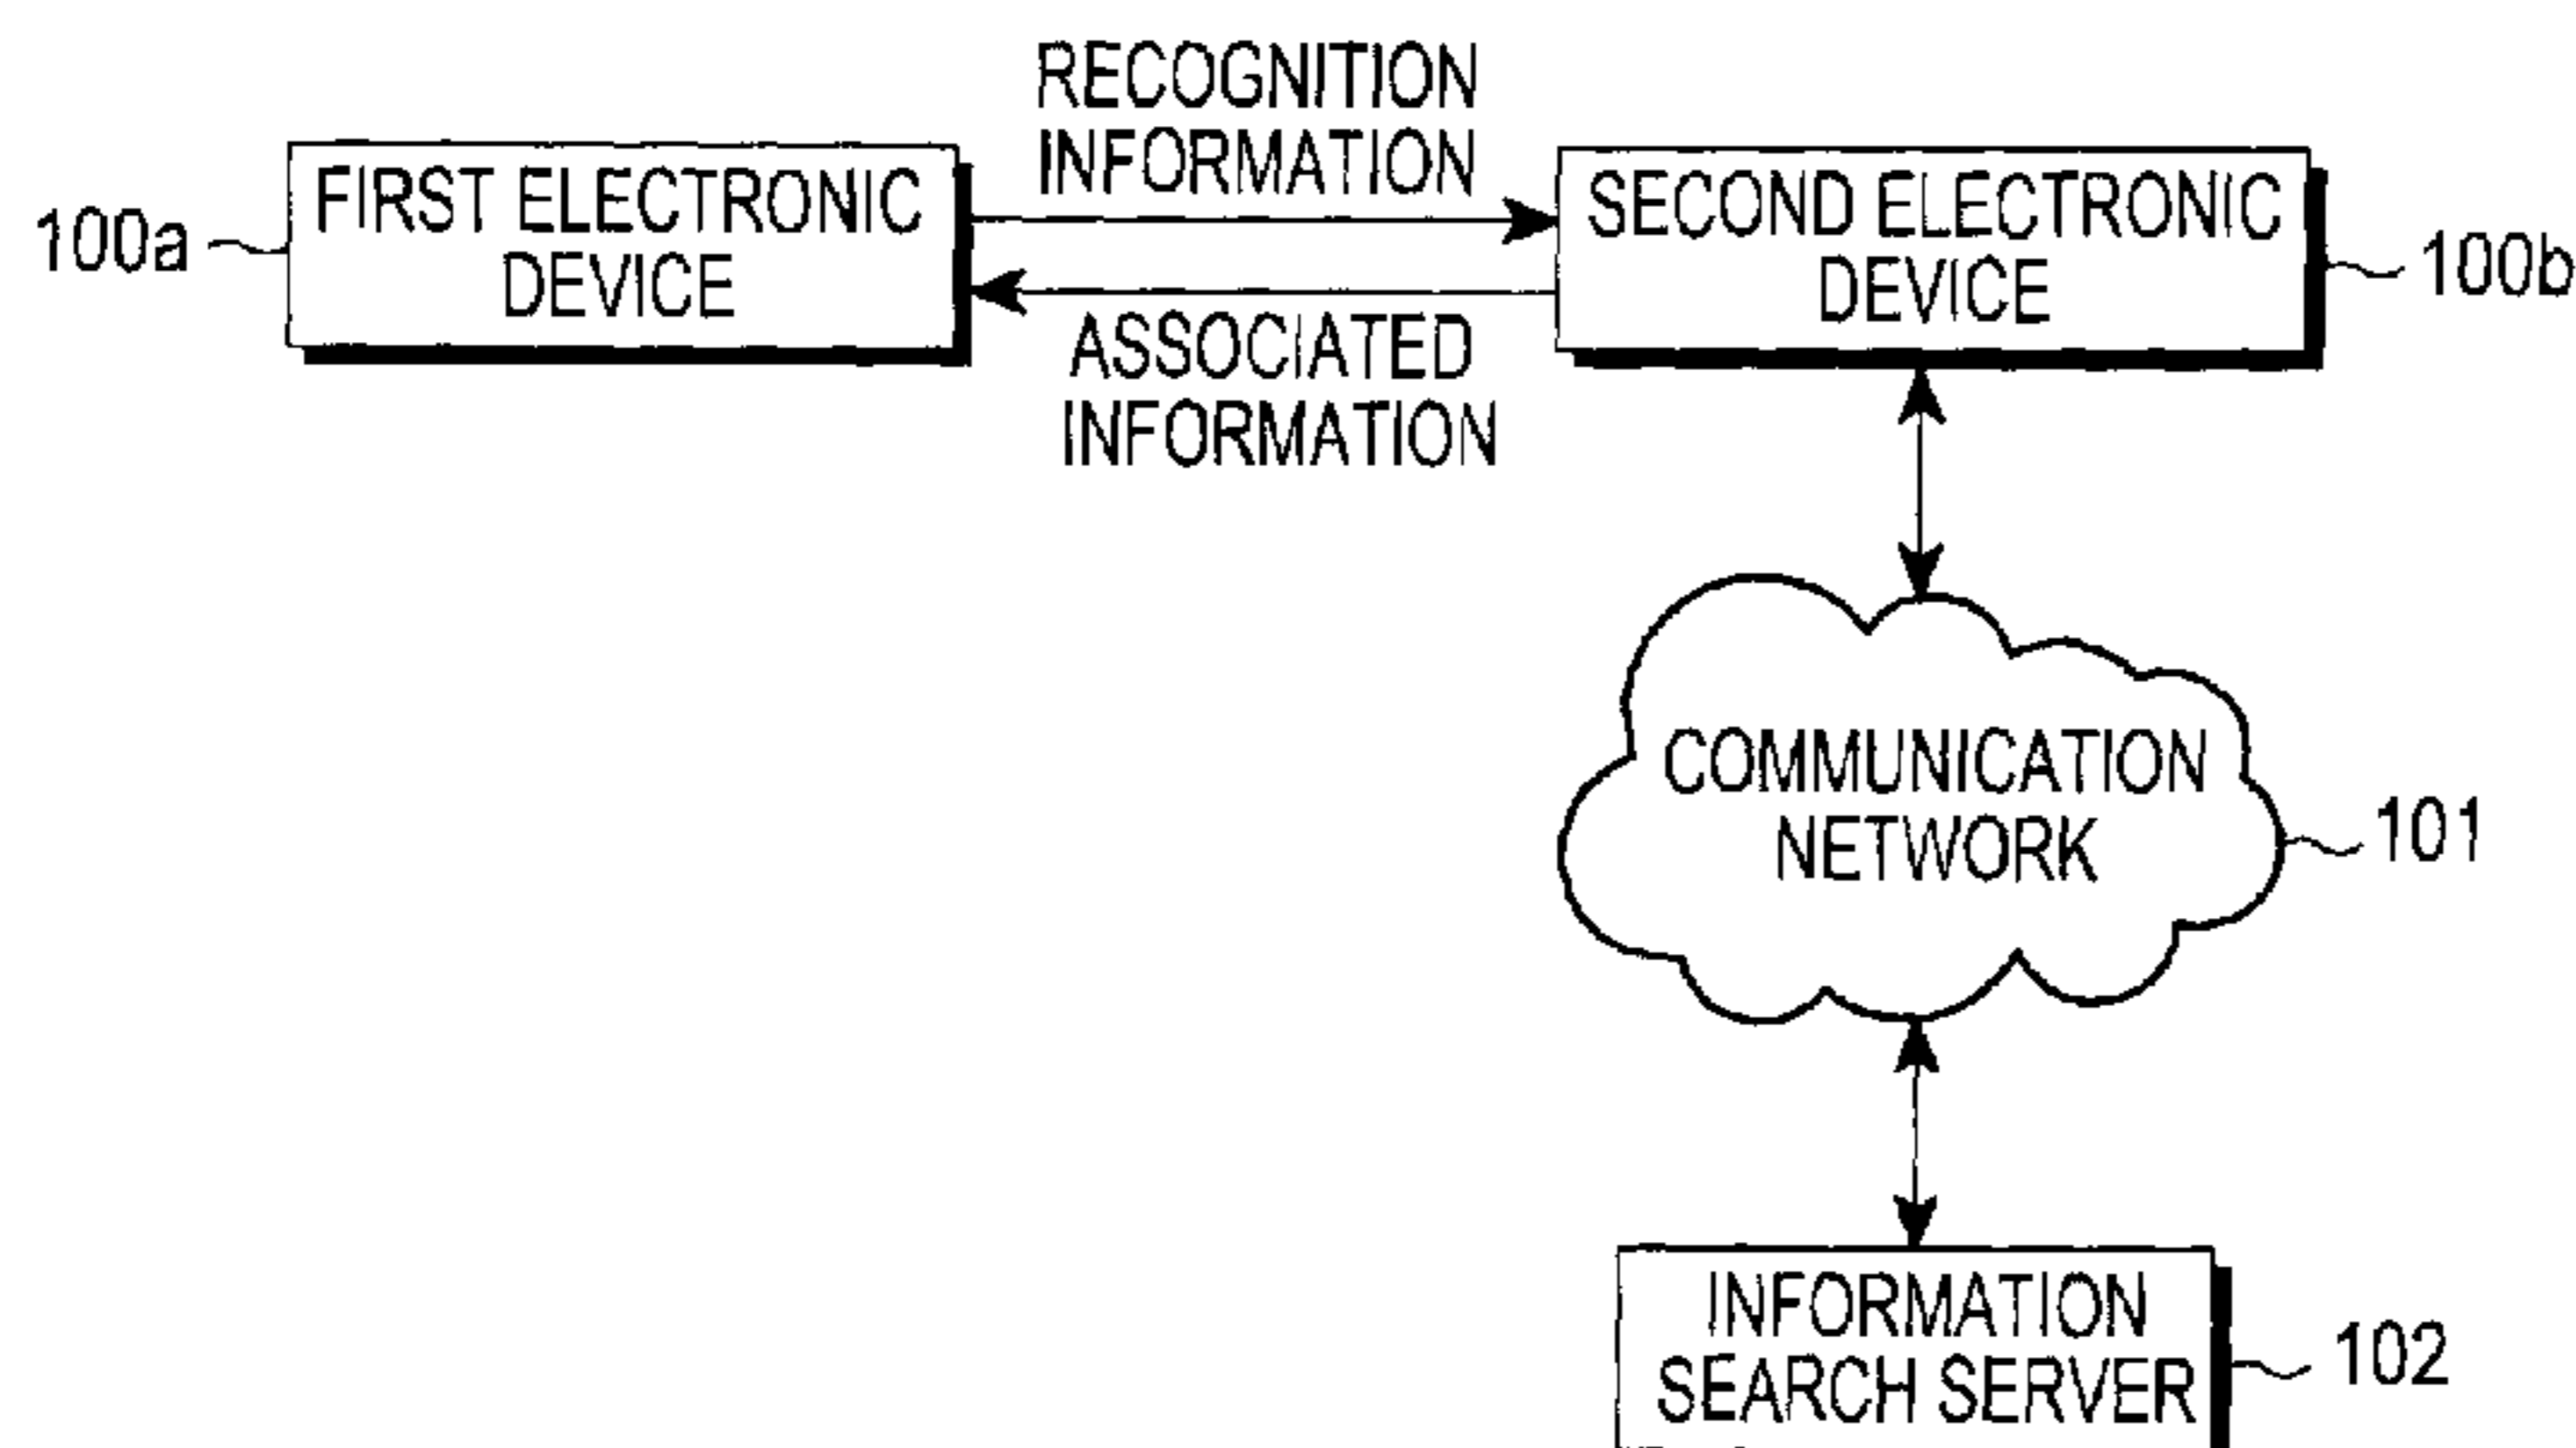 RECOGNITION
INFORMATION
FIRST ELECTRONIC
DEVICE
100a
SECOND ELECTRONIC
DEVICE
100b
ASSOCIATED
INFORMATION
COMMUNICATION
NETWORK
101
INFORMATION
SEARCH SERVER
102